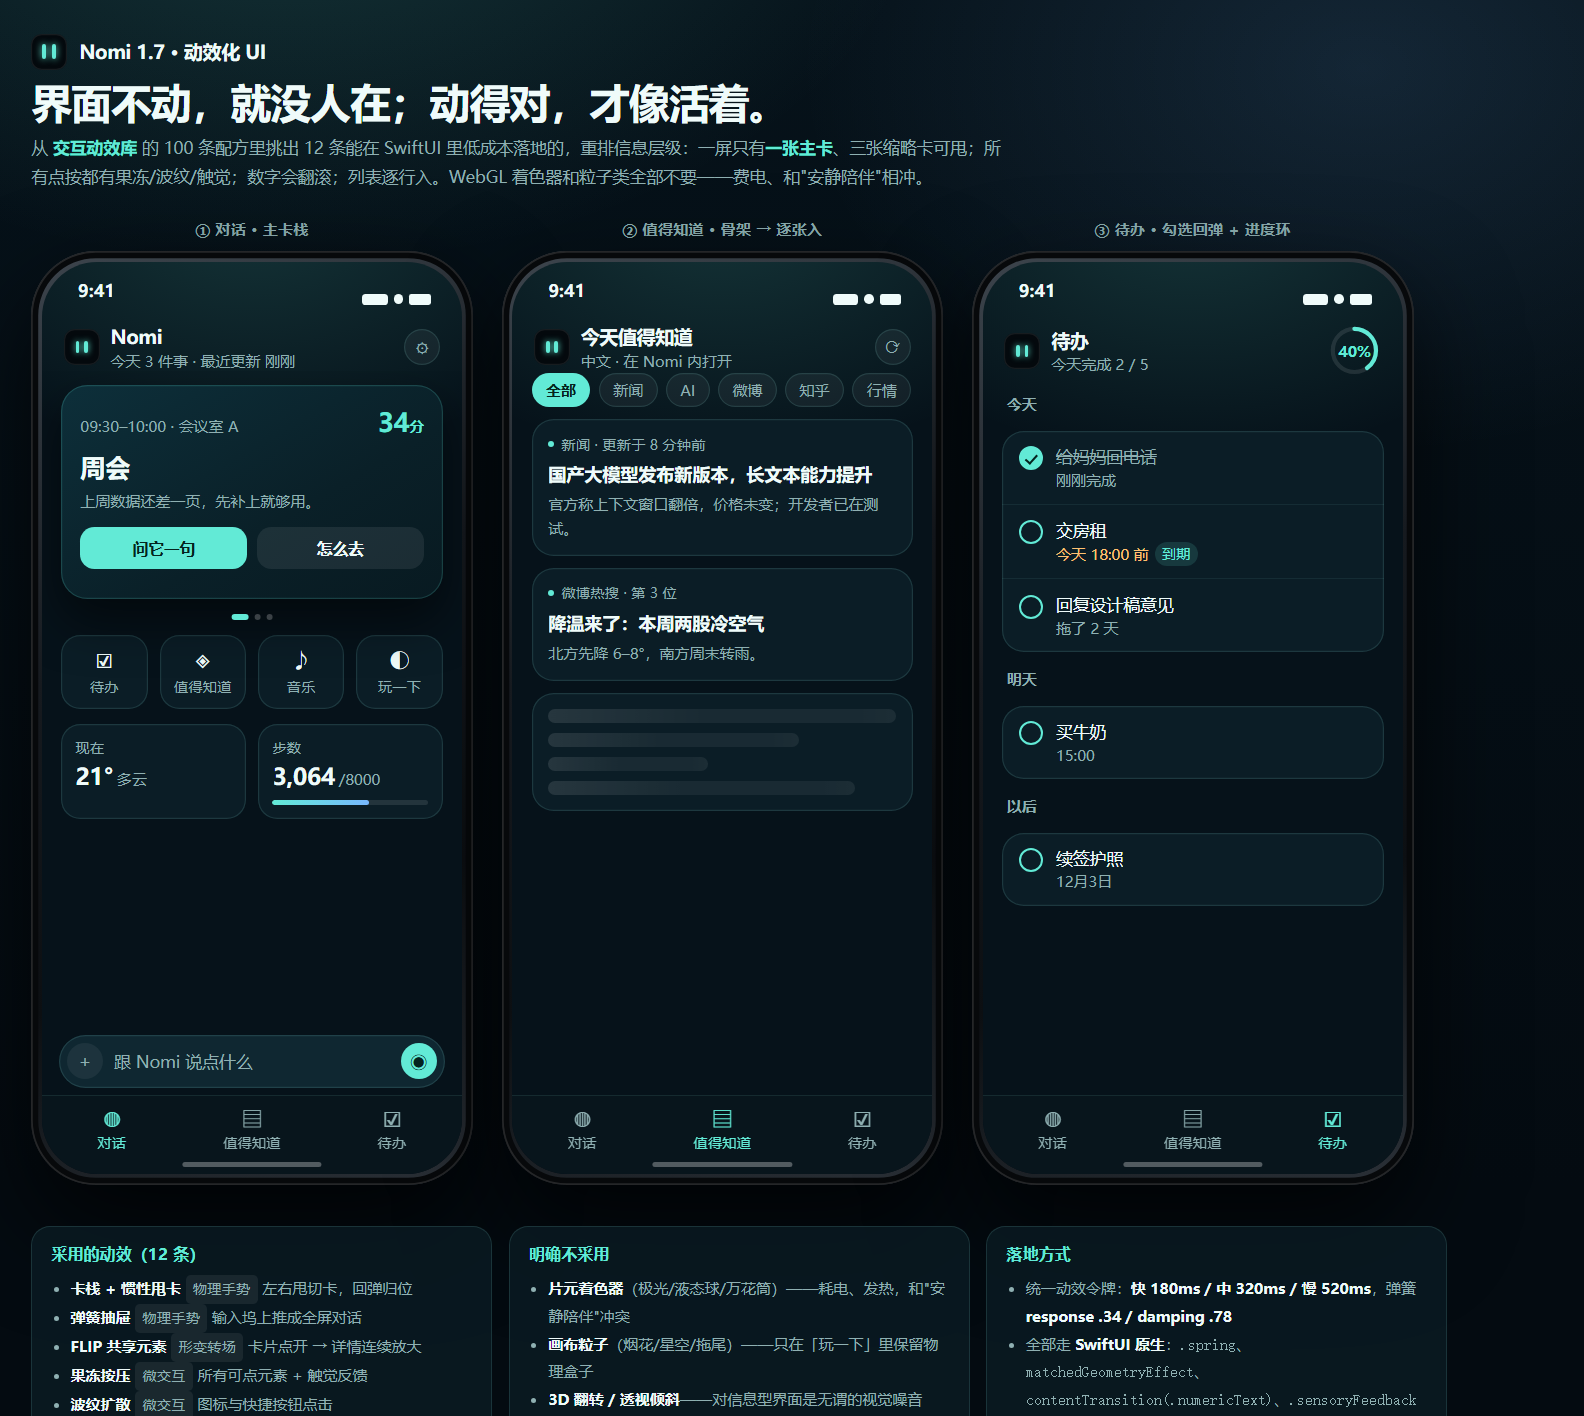 Nomi 1.7 • 动效化 UI
界面不动，就没人在；动得对，才像活着。
从 交互动效库 的 100 条配方里挑出 12 条能在 SwiftUI 里低成本落地的，重排信息层级：一屏只有一张主卡、三张缩略卡可甩；所
有点按都有果冻/波纹/触觉；数字会翻滚；列表逐行入。WebGL 着色器和粒子类全部不要——费电、和"安静陪伴"相冲。
① 对话 • 主卡栈
9:41
Nomi
今天 3 件事 · 最近更新 刚刚
09:30–10:00 · 会议室 A
34分
周会
上周数据还差一页，先补上就够用。
问它一句
怎么去
待办
值得知道
音乐
玩一下
现在
21° 多云
步数
3,064 /8000
跟 Nomi 说点什么
对话
值得知道
待办
② 值得知道 • 骨架 → 逐张入
9:41
今天值得知道
中文 · 在 Nomi 内打开
全部
新闻
AI
微博
知乎
行情
新闻 · 更新于 8 分钟前
国产大模型发布新版本，长文本能力提升
官方称上下文窗口翻倍，价格未变；开发者已在测
试。
微博热搜 · 第 3 位
降温来了：本周两股冷空气
北方先降 6–8°，南方周末转雨。
对话
值得知道
待办
③ 待办 • 勾选回弹 + 进度环
9:41
待办
今天完成 2 / 5
40%
今天
给妈妈回电话
刚刚完成
交房租
今天 18:00 前 到期
回复设计稿意见
拖了 2 天
明天
买牛奶
15:00
以后
续签护照
12月3日
对话
值得知道
待办
采用的动效（12 条）
• 卡栈 + 惯性甩卡 物理手势 左右甩切卡，回弹归位
• 弹簧抽屉 物理手势 输入坞上推成全屏对话
• FLIP 共享元素 形变转场 卡片点开 → 详情连续放大
• 果冻按压 微交互 所有可点元素 + 触觉反馈
• 波纹扩散 微交互 图标与快捷按钮点击
明确不采用
• 片元着色器（极光/液态球/万花筒）——耗电、发热，和"安
静陪伴"冲突
• 画布粒子（烟花/星空/拖尾）——只在「玩一下」里保留物
理盒子
• 3D 翻转 / 透视倾斜——对信息型界面是无谓的视觉噪音
落地方式
• 统一动效令牌：快 180ms / 中 320ms / 慢 520ms，弹簧
response .34 / damping .78
• 全部走 SwiftUI 原生：.spring、
matchedGeometryEffect、
contentTransition(.numericText)、.sensoryFeedback